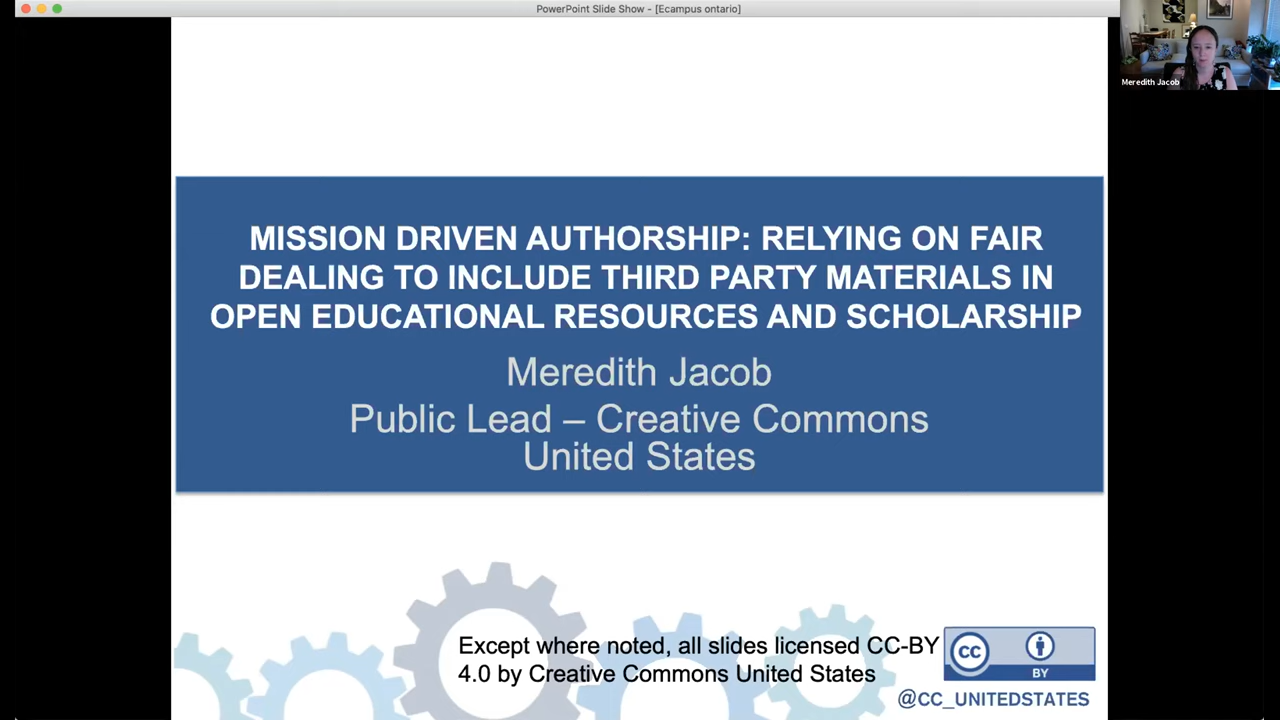 PowerPoint Slide Show - [Ecampus ontario]
Meredith Jacob
MISSION DRIVEN AUTHORSHIP: RELYING ON FAIR
DEALING TO INCLUDE THIRD PARTY MATERIALS IN
OPEN EDUCATIONAL RESOURCES AND SCHOLARSHIP
Meredith Jacob
Public Lead – Creative Commons
United States
Except where noted, all slides licensed CC-BY
4.0 by Creative Commons United States
CC
BY
@CC_UNITEDSTATES